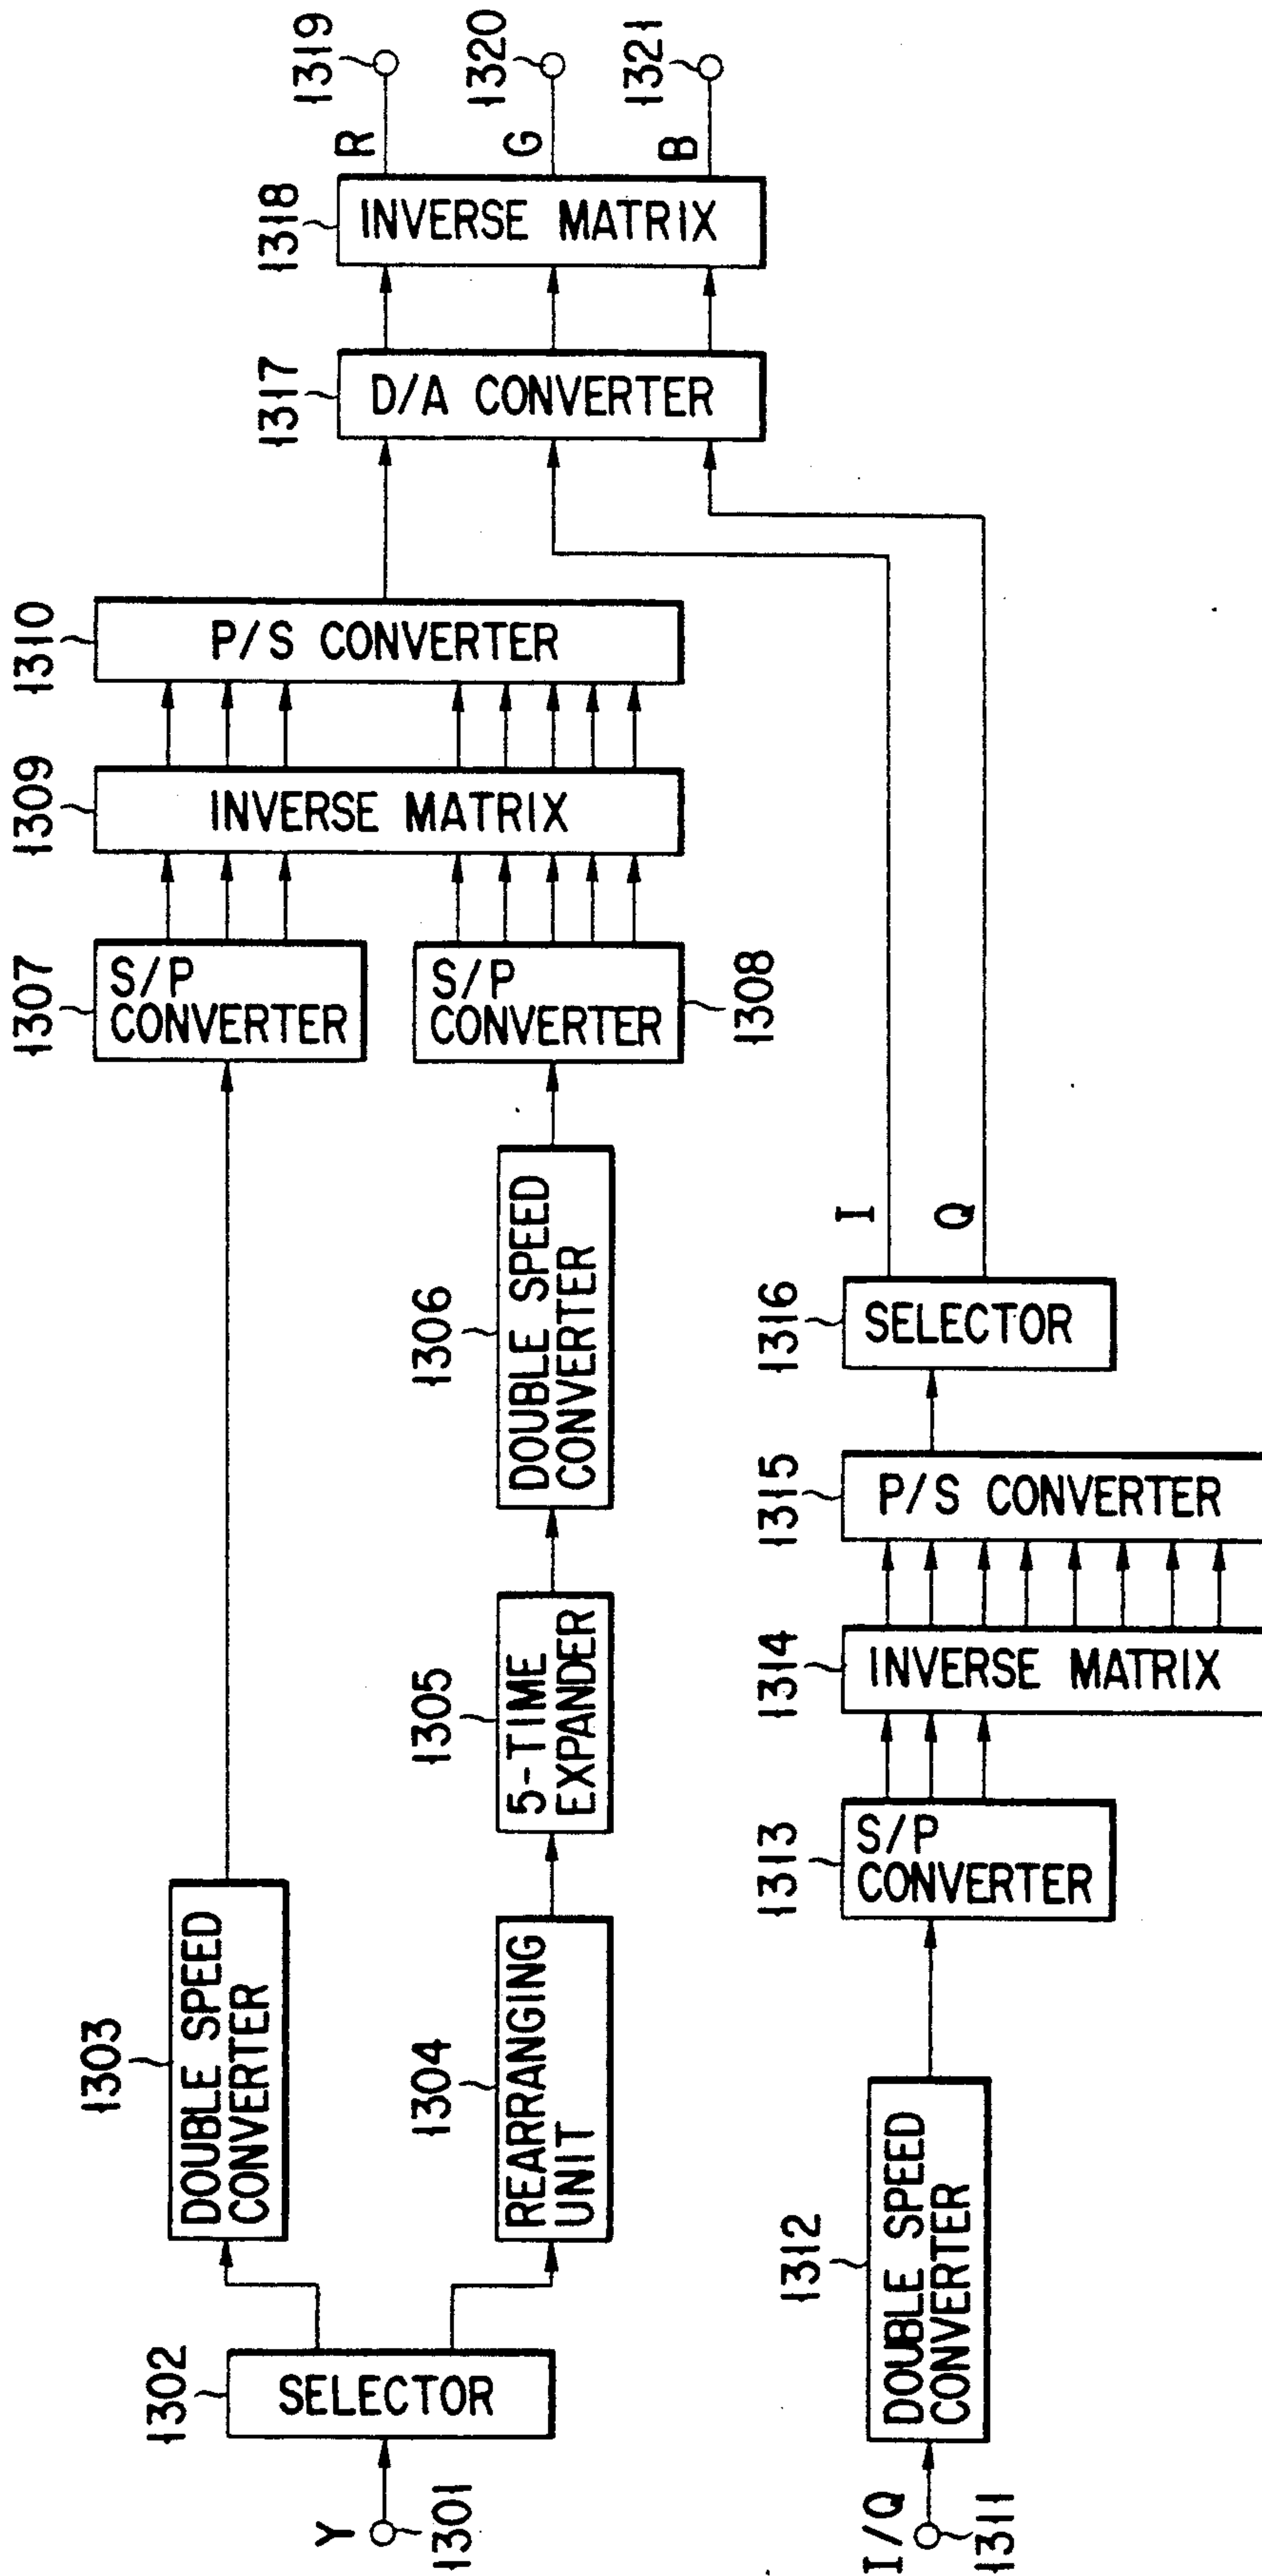 Y
1301
1302
SELECTOR
1303
DOUBLE SPEED
CONVERTER
1304
REARRANGING
UNIT
1305
5-TIME
EXPANDER
1306
DOUBLE SPEED
CONVERTER
1307
S/P
CONVERTER
1308
S/P
CONVERTER
1309
INVERSE MATRIX
1310
P/S CONVERTER
I/Q
1311
1312
DOUBLE SPEED
CONVERTER
1313
S/P
CONVERTER
1314
INVERSE MATRIX
1315
P/S CONVERTER
1316
SELECTOR
I
Q
1317
D/A CONVERTER
1318
INVERSE MATRIX
R
1319
G
1320
B
1321